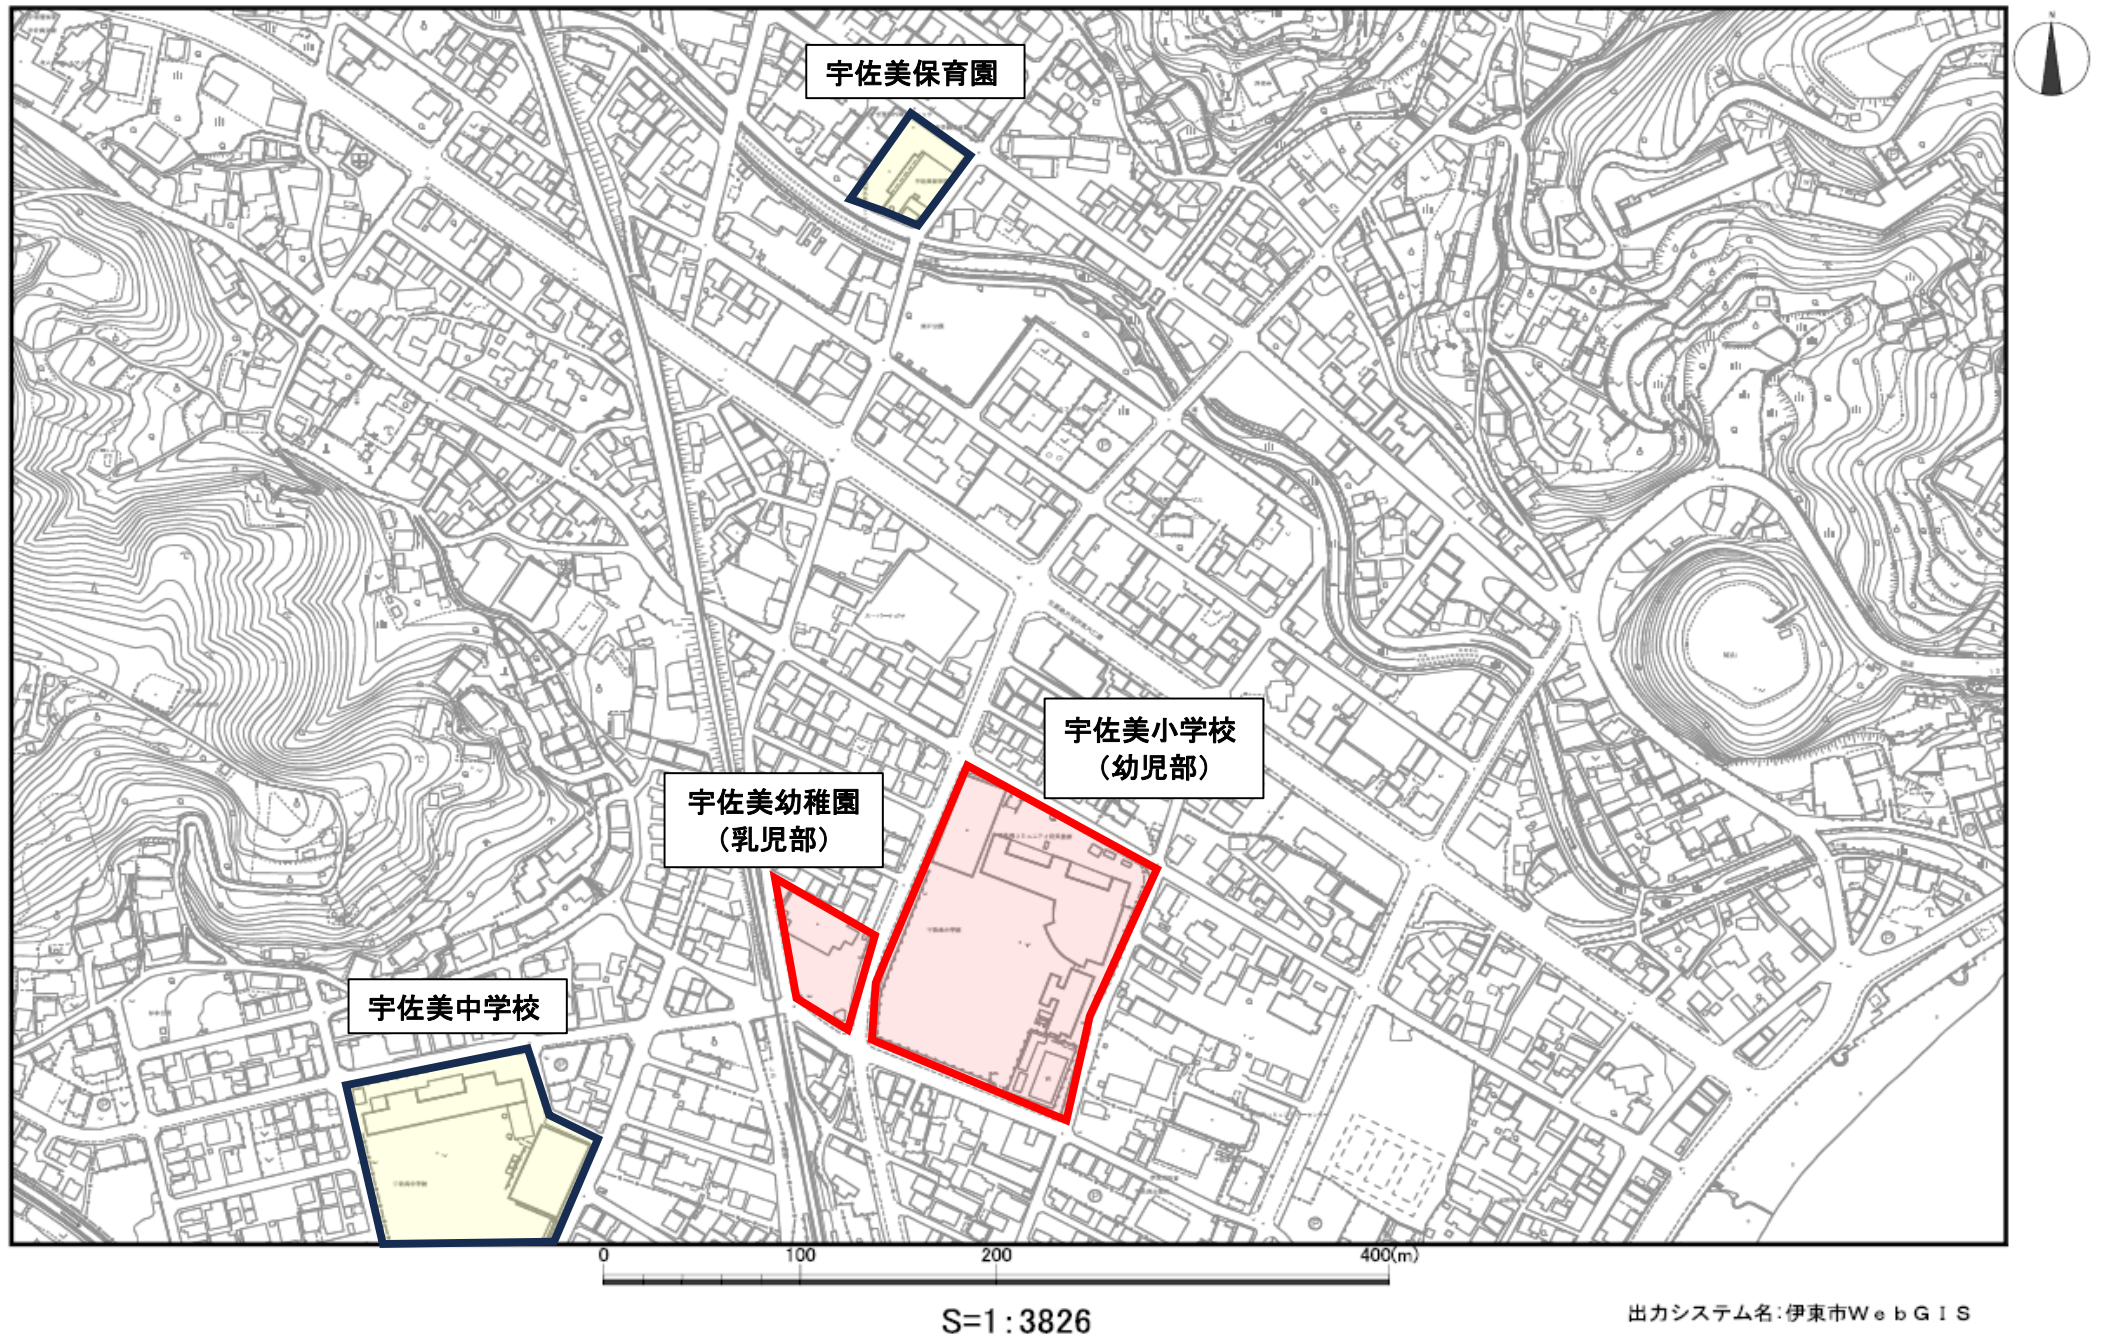 N
宇佐美保育園
宇佐美小学校
（幼児部）
宇佐美幼稚園
（乳児部）
宇佐美中学校
0 100 200 400(m)
S=1:3826
出力システム名:伊東市ＷｅｂＧＩＳ